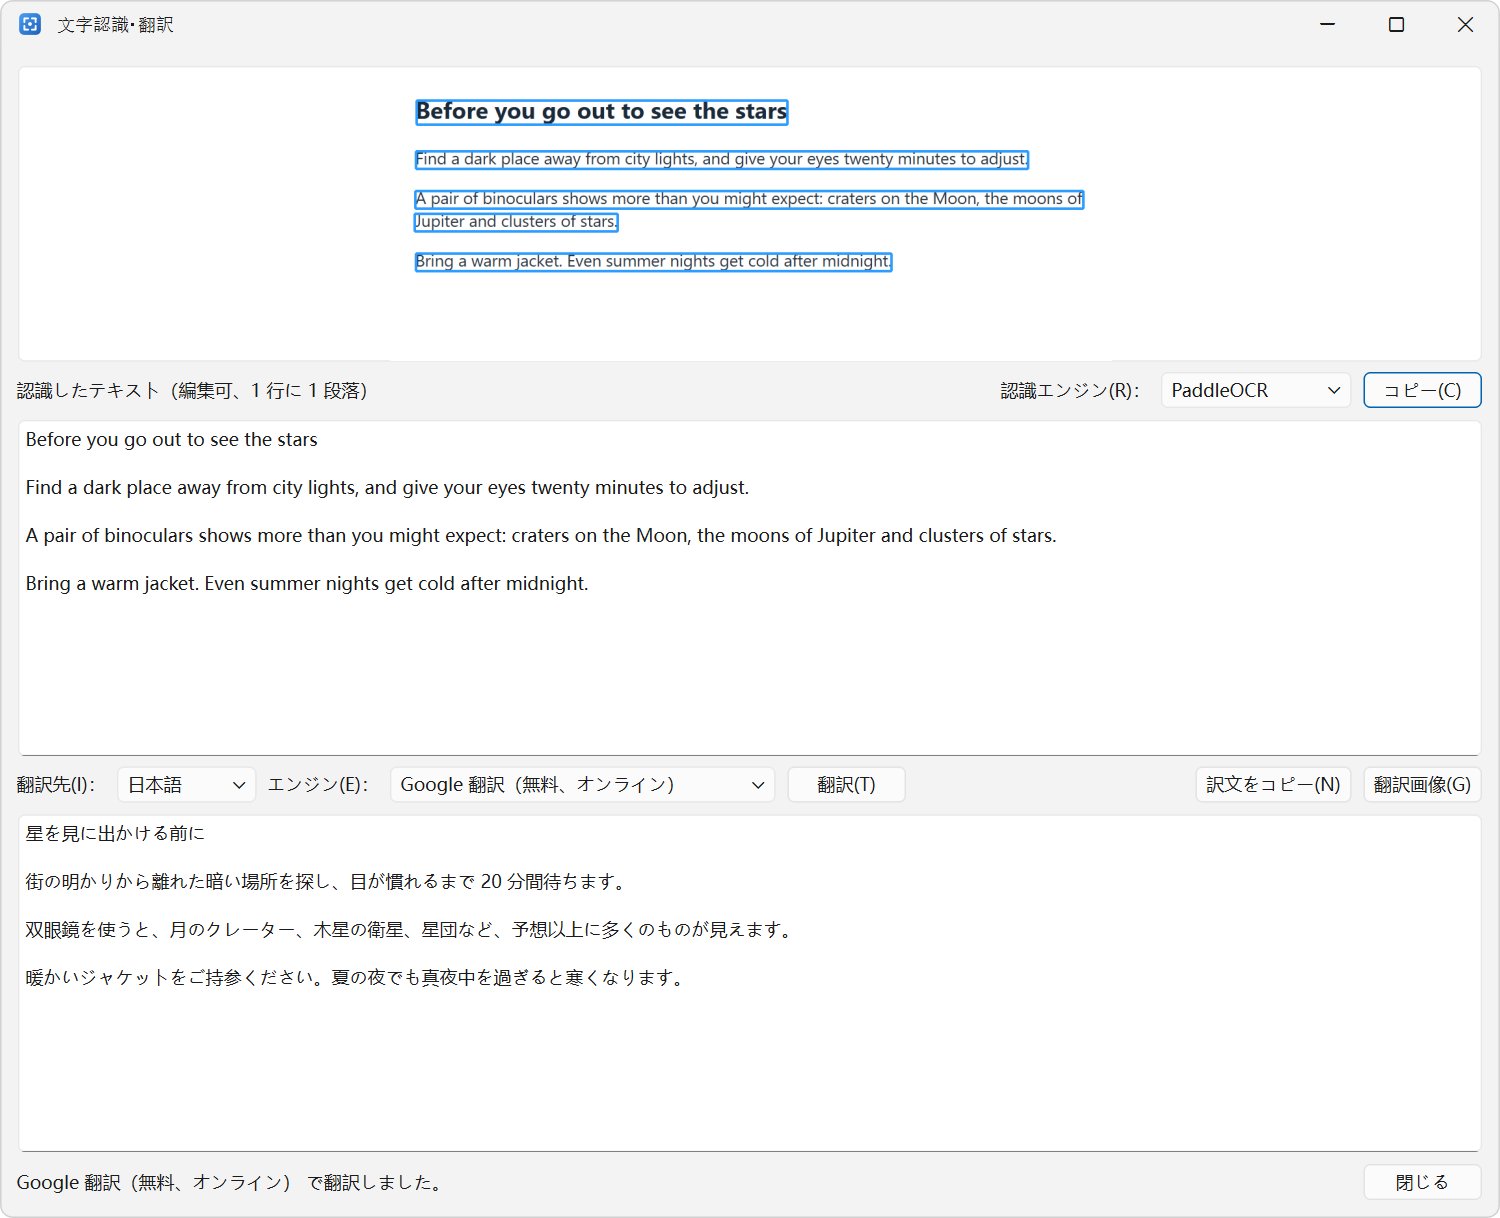 文字認識・翻訳
Before you go out to see the stars
Find a dark place away from city lights, and give your eyes twenty minutes to adjust.
A pair of binoculars shows more than you might expect: craters on the Moon, the moons of
Jupiter and clusters of stars.
Bring a warm jacket. Even summer nights get cold after midnight.
認識したテキスト（編集可、1 行に 1 段落）
認識エンジン(R)：
PaddleOCR
コピー(C)
Before you go out to see the stars
Find a dark place away from city lights, and give your eyes twenty minutes to adjust.
A pair of binoculars shows more than you might expect: craters on the Moon, the moons of Jupiter and clusters of stars.
Bring a warm jacket. Even summer nights get cold after midnight.
翻訳先(I)：
日本語
エンジン(E)：
Google 翻訳（無料、オンライン）
翻訳(T)
訳文をコピー(N)
翻訳画像(G)
星を見に出かける前に
街の明かりから離れた暗い場所を探し、目が慣れるまで 20 分間待ちます。
双眼鏡を使うと、月のクレーター、木星の衛星、星団など、予想以上に多くのものが見えます。
暖かいジャケットをご持参ください。夏の夜でも真夜中を過ぎると寒くなります。
Google 翻訳（無料、オンライン） で翻訳しました。
閉じる